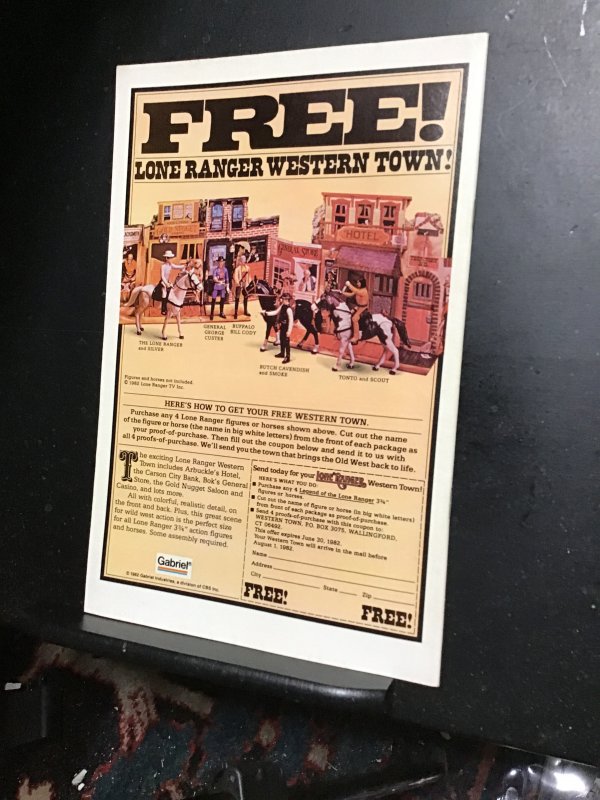 FREE!
LONE RANGER WESTERN TOWN!
HOTEL
GENERAL STORE
THE LONE RANGER
and SILVER
GENERAL
GEORGE
CUSTER
BUFFALO
BILL CODY
BUTCH CAVENDISH
and SMOKE
TONTO and SCOUT
Figures and horses not included.
© 1982 Lone Ranger TV Inc.
HERE'S HOW TO GET YOUR FREE WESTERN TOWN.
Purchase any 4 Lone Ranger figures or horses shown above. Cut out the name
of the figure or horse (the name in big white letters) from the front of each package as
your proof-of-purchase. Then fill out the coupon below and send it to us with
all 4 proofs-of-purchase. We'll send you the town that brings the Old West back to life.
The exciting Lone Ranger Western
Town includes Arbuckle's Hotel,
the Carson City Bank, Bok's General
Store, the Gold Nugget Saloon and
Casino, and lots more.
All with colorful, realistic detail, on
the front and back. Plus, this great scene
for wild west action is the perfect size
for all Lone Ranger 3¾" action figures
and horses. Some assembly required.
Gabriel®
© 1982 Gabriel Industries, a division of CBS Inc.
Send today for your LONE RANGER Western Town!
HERE'S WHAT YOU DO:
■ Purchase any 4 Legend of the Lone Ranger 3¾"
figures or horses.
■ Cut out the name of figure or horse (in big white letters)
from front of each package as proof-of-purchase.
■ Send 4 proofs-of-purchase with this coupon to:
WESTERN TOWN, P.O. BOX 3075, WALLINGFORD,
CT 06492.
This offer expires June 30, 1982.
Your Western Town will arrive in the mail before
August 1, 1982.
Name
Address
City State Zip
FREE! FREE!